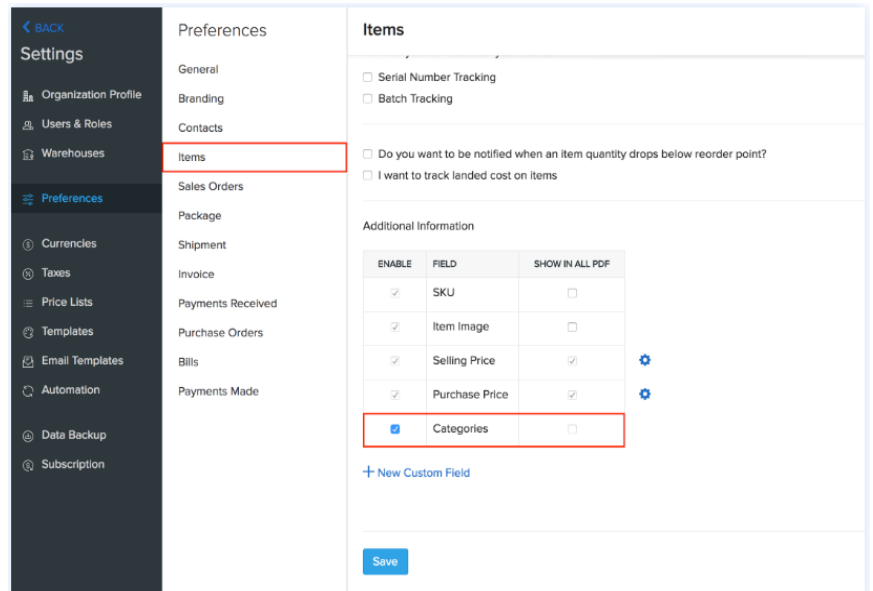 BACK
Settings
Organization Profile
Users & Roles
Warehouses
Preferences
Currencies
Taxes
Price Lists
Templates
Email Templates
Automation
Data Backup
Subscription
Preferences
General
Branding
Contacts
Items
Sales Orders
Package
Shipment
Invoice
Payments Received
Purchase Orders
Bills
Payments Made
Items
Serial Number Tracking
Batch Tracking
Do you want to be notified when an item quantity drops below reorder point?
I want to track landed cost on items
Additional Information
ENABLE FIELD SHOW IN ALL PDF
SKU
Item Image
Selling Price
Purchase Price
Categories
+ New Custom Field
Save